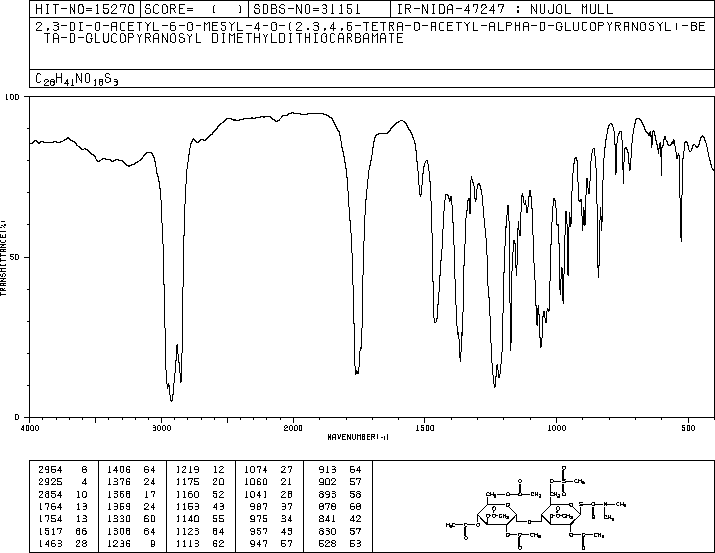 HIT-NO=15270 SCORE= ( ) SDBS-NO=31151 IR-NIDA-47247 : NUJOL MULL
2,3-DI-O-ACETYL-6-O-MESYL-4-O-(2,3,4,6-TETRA-O-ACETYL-ALPHA-D-GLUCOPYRANOSYL)-BE
TA-D-GLUCOPYRANOSYL DIMETHYLDITHIOCARBAMATE
C28H41NO18S3
100
50
0
TRANSMITTANCE(%)
4000 3000 2000 1500 1000 500
WAVENUMBER(-1)
2954 6 1406 64 1219 12 1074 27 913 54
2925 4 1376 24 1175 20 1060 21 902 57
2854 10 1368 17 1160 52 1041 28 893 58
1764 13 1369 24 1153 43 987 37 878 68
1754 13 1330 60 1140 55 975 34 841 42
1517 66 1308 64 1123 64 957 43 830 57
1463 28 1236 9 1113 62 947 57 528 53